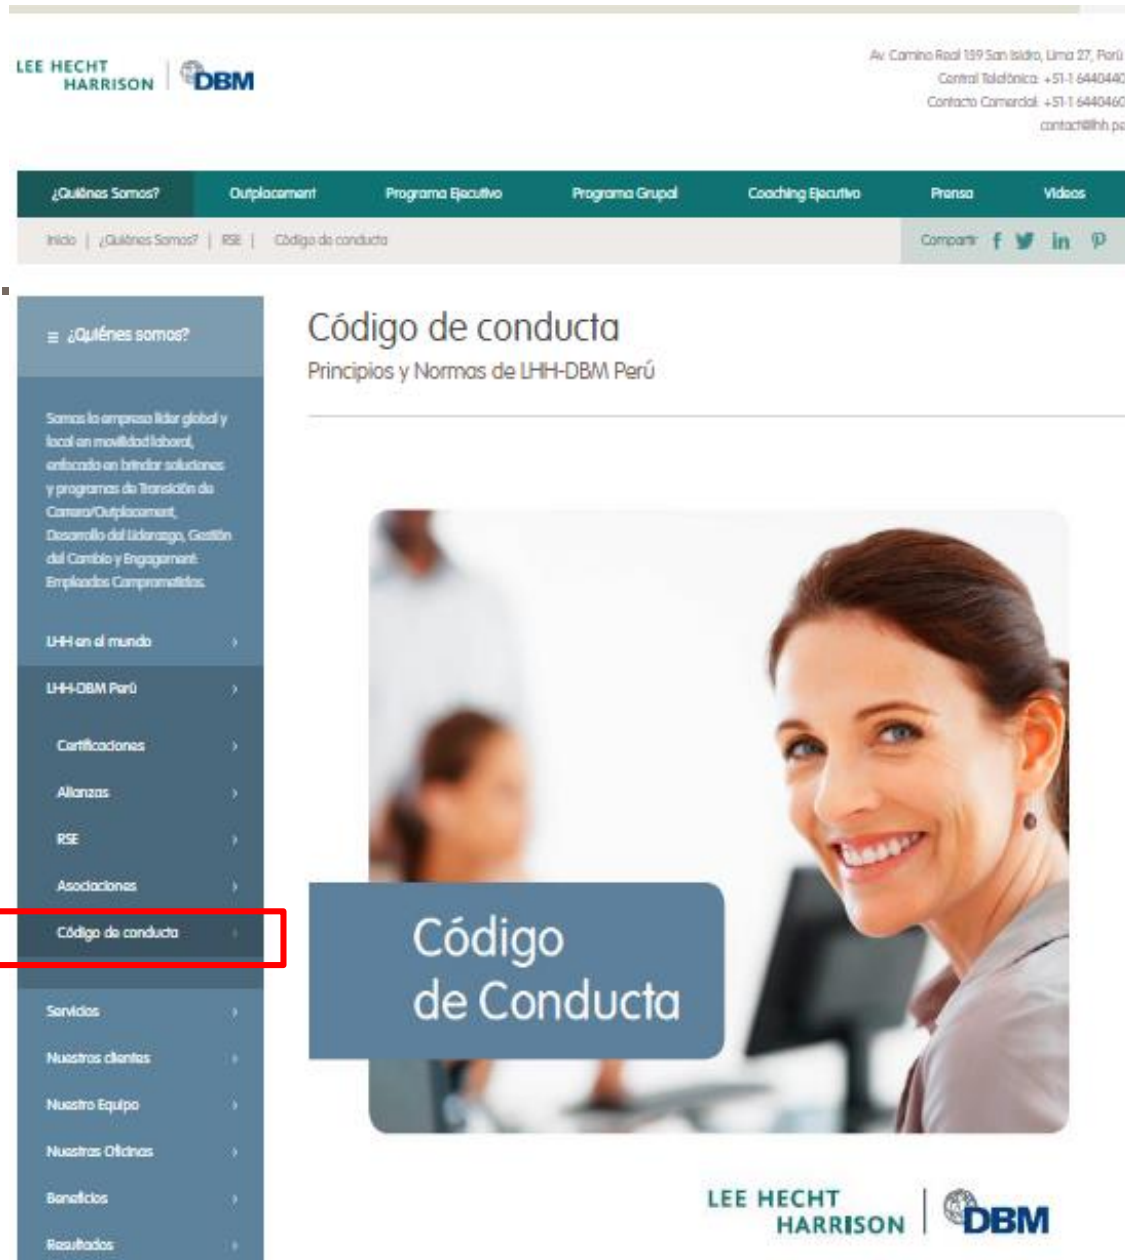 LEE HECHT
HARRISON
DBM
Av. Camino Real 159 San Isidro, Lima 27, Perú
Central Telefónica: +51-1 6440440
Contacto Comercial: +51-1 6440460
contact@lhh.pe
¿Quiénes Somos? Outplacement Programa Ejecutivo Programa Grupal Coaching Ejecutivo Prensa Videos
Inicio | ¿Quiénes Somos? | RSE | Código de conducta Compartir
¿Quiénes somos?
Somos la empresa líder global y
local en movilidad laboral,
enfocada en brindar soluciones
y programas de Transición de
Carrera/Outplacement,
Desarrollo del Liderazgo, Gestión
del Cambio y Engagement:
Empleados Comprometidos.
LHH en el mundo
LHH-DBM Perú
Certificaciones
Alianzas
RSE
Asociaciones
Código de conducta
Servicios
Nuestros clientes
Nuestro Equipo
Nuestras Oficinas
Beneficios
Resultados
Código de conducta
Principios y Normas de LHH-DBM Perú
Código
de Conducta
LEE HECHT
HARRISON
DBM